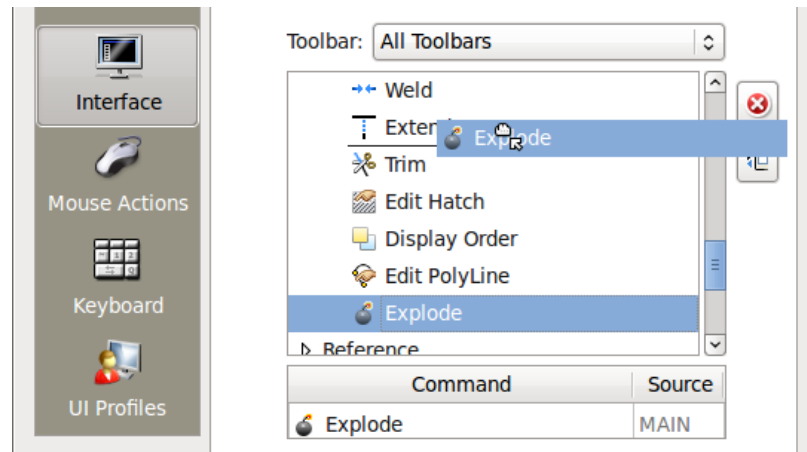 Toolbar: All Toolbars
Interface
Mouse Actions
Keyboard
UI Profiles
Weld
Explode
Trim
Edit Hatch
Display Order
Edit PolyLine
Explode
Reference
Command Source
Explode MAIN